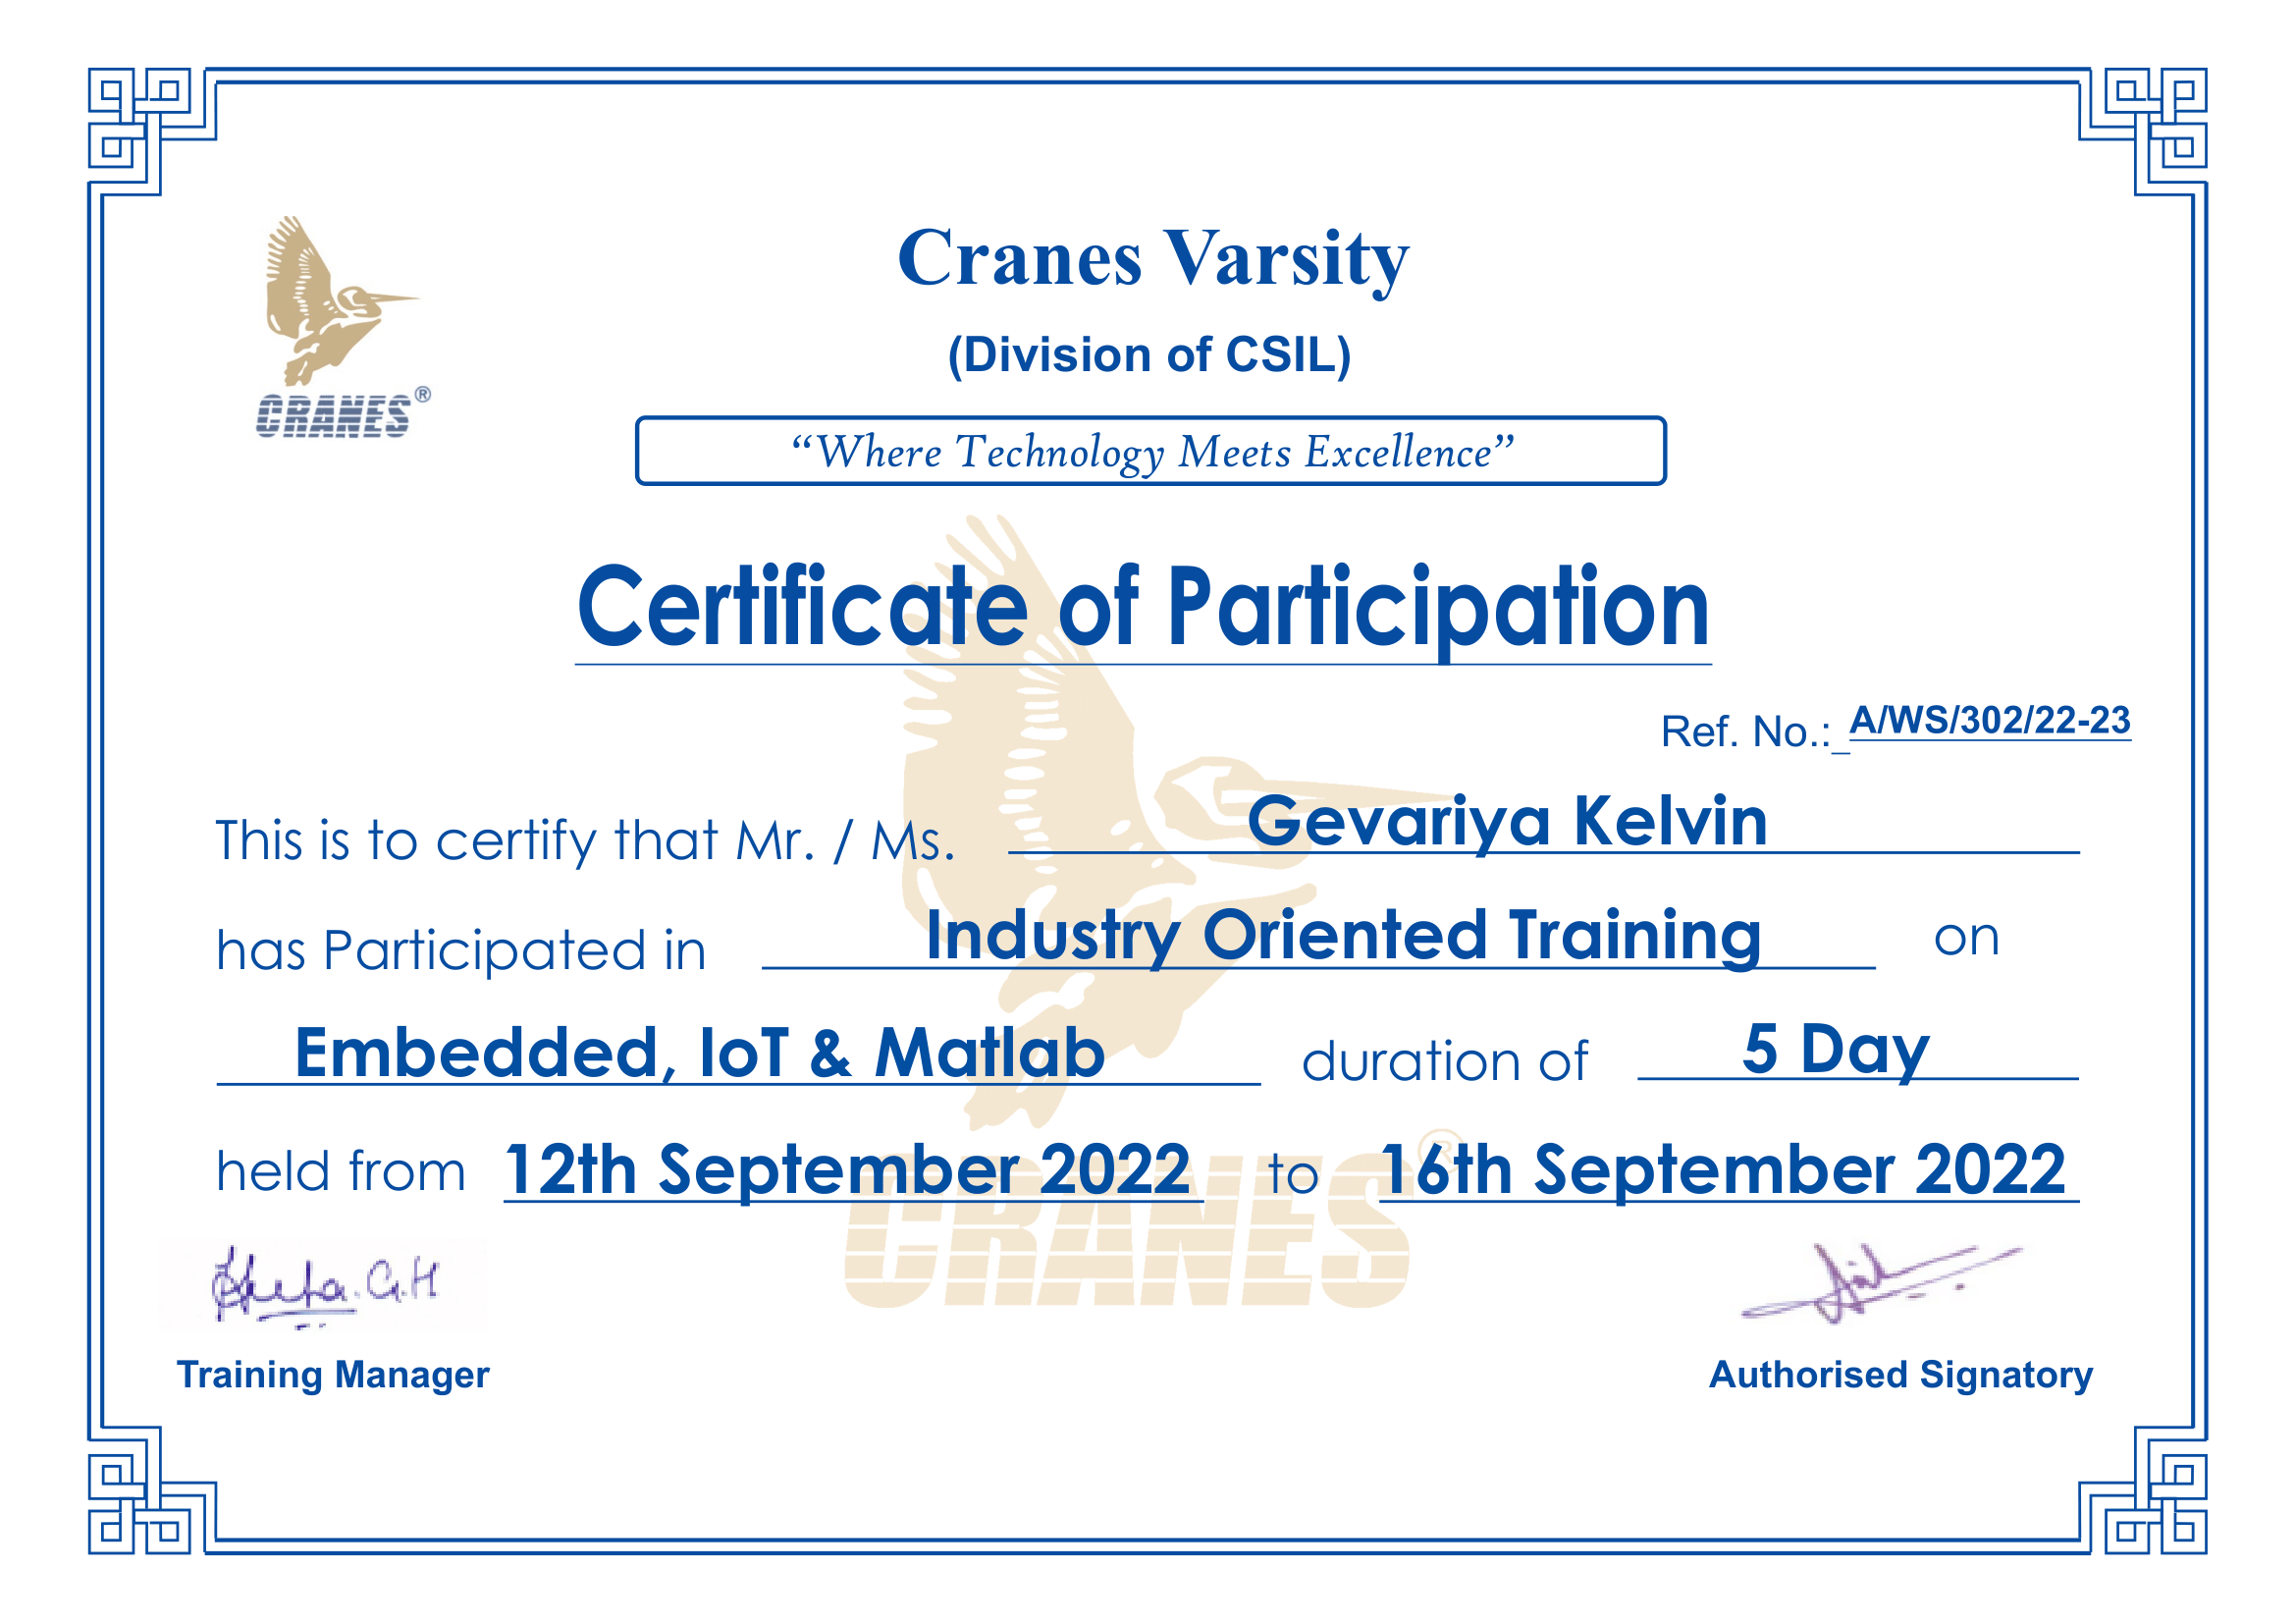 Cranes Varsity
(Division of CSIL)
CRANES®
“Where Technology Meets Excellence”
Certificate of Participation
Ref. No.:_A/WS/302/22-23
This is to certify that Mr. / Ms. Gevariya Kelvin
has Participated in Industry Oriented Training on
Embedded, IoT & Matlab duration of 5 Day
held from 12th September 2022 to 16th September 2022
CRANES®
Training Manager
Authorised Signatory